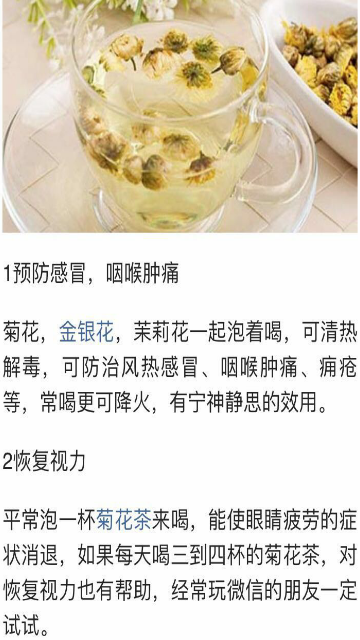 1预防感冒，咽喉肿痛
菊花，金银花，茉莉花一起泡着喝，可清热
解毒，可防治风热感冒、咽喉肿痛、痈疮
等，常喝更可降火，有宁神静思的效用。
2恢复视力
平常泡一杯菊花茶来喝，能使眼睛疲劳的症
状消退，如果每天喝三到四杯的菊花茶，对
恢复视力也有帮助，经常玩微信的朋友一定
试试。